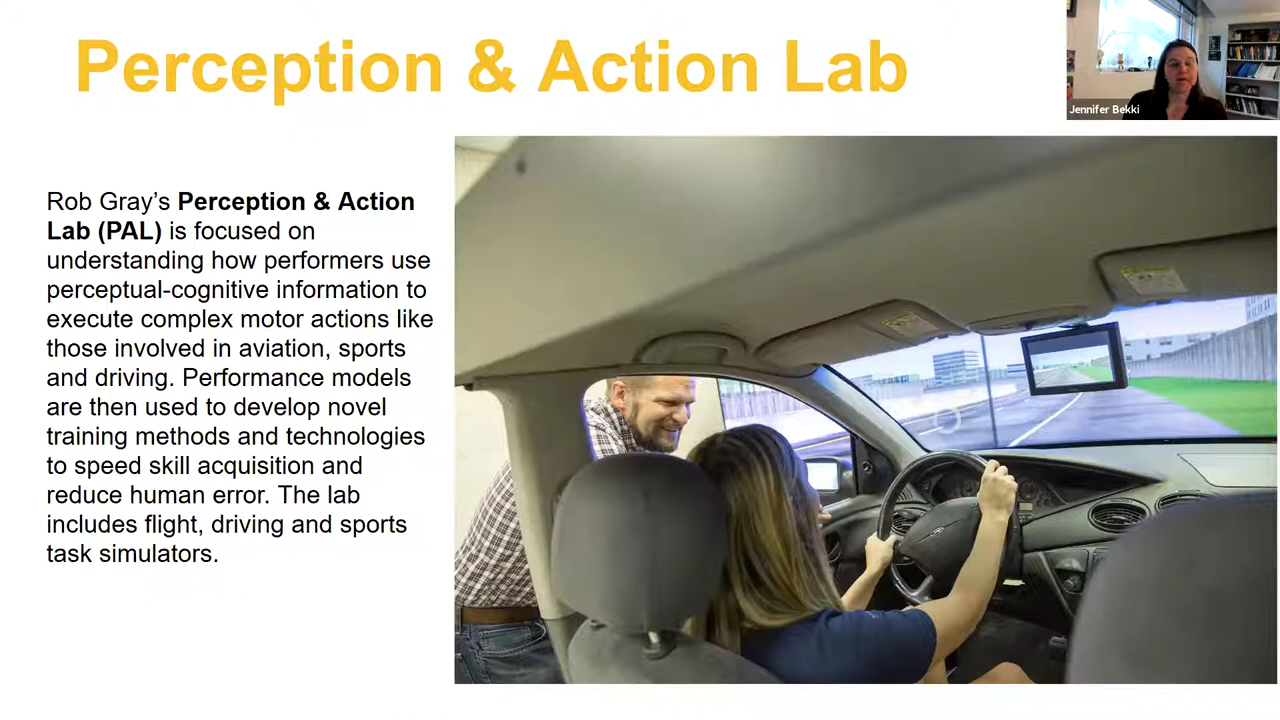 Perception & Action Lab
Jennifer Bekki
Rob Gray’s Perception & Action
Lab (PAL) is focused on
understanding how performers use
perceptual-cognitive information to
execute complex motor actions like
those involved in aviation, sports
and driving. Performance models
are then used to develop novel
training methods and technologies
to speed skill acquisition and
reduce human error. The lab
includes flight, driving and sports
task simulators.